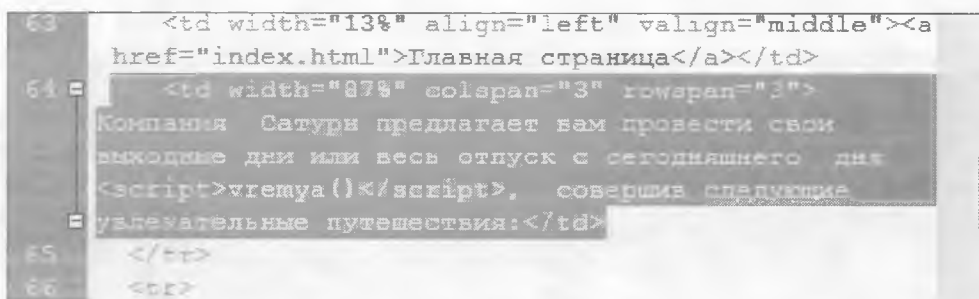 63 <td width="13%" align="left" valign="middle"><a
href="index.html">Главная страница</a></td>
64 <td width="87%" colspan="3" rowspan="3">
Компания Сатурн предлагает вам провести свои
выходные дни или весь отпуск с сегодняшнего дня
<script>vremya()</script>, совершив следующие
увлекательные путешествия:</td>
65 </tr>
66 <tr>